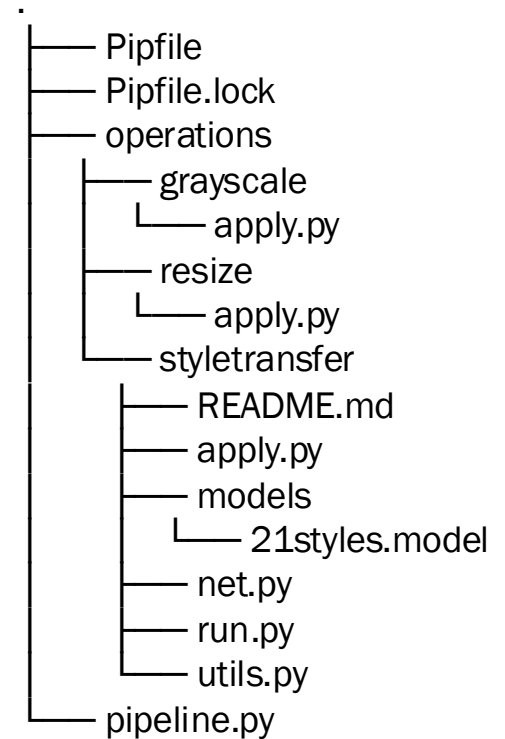 .
├── Pipfile
├── Pipfile.lock
├── operations
│   ├── grayscale
│   │   └── apply.py
│   ├── resize
│   │   └── apply.py
│   └── styletransfer
│       ├── README.md
│       ├── apply.py
│       ├── models
│       │   └── 21styles.model
│       ├── net.py
│       ├── run.py
│       └── utils.py
└── pipeline.py